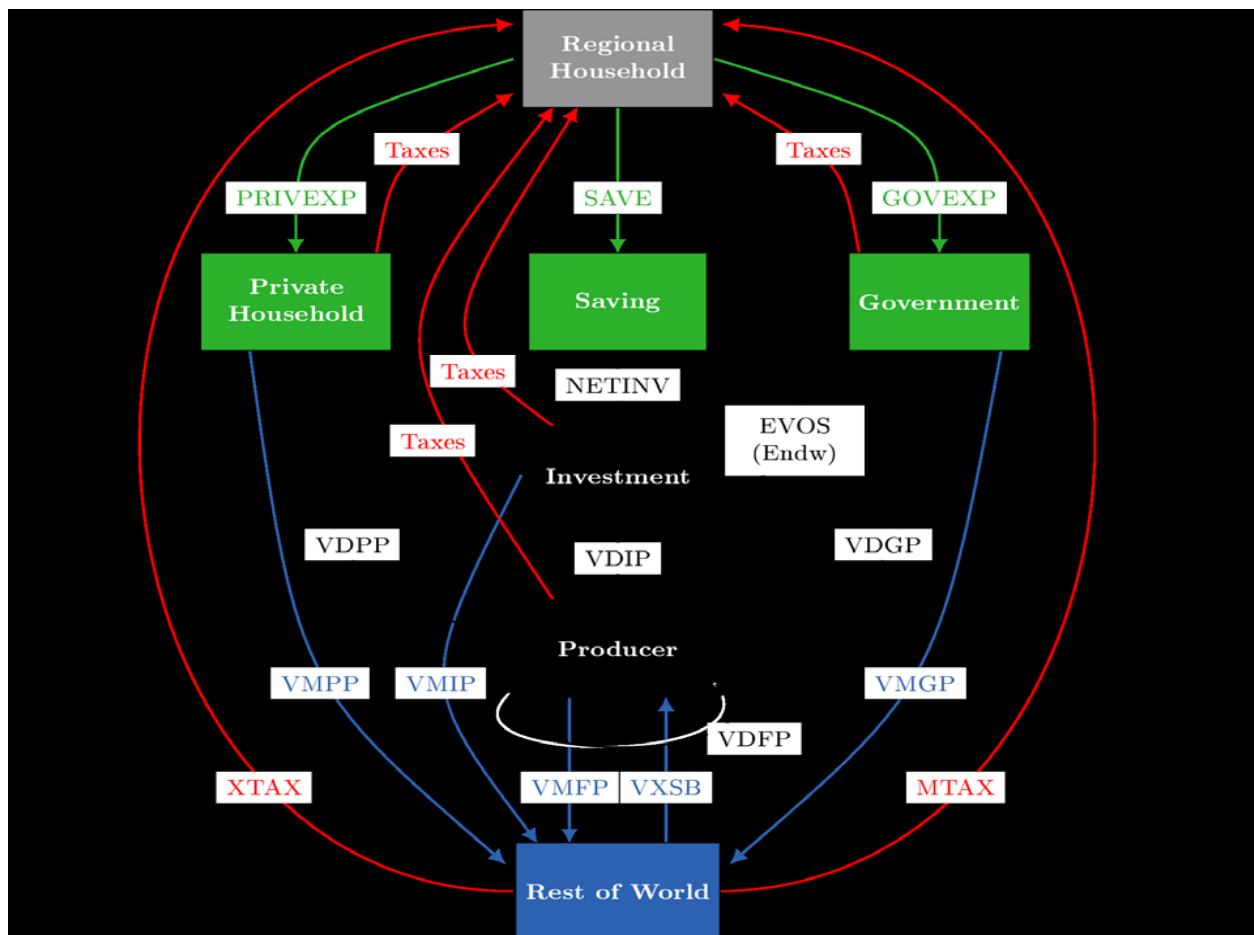 Regional
Household
Taxes
Taxes
PRIVEXP
SAVE
GOVEXP
Private
Household
Saving
Government
Taxes
NETINV
EVOS
(Endw)
Taxes
Investment
VDPP
VDIP
VDGP
Producer
VMPP
VMIP
VMGP
VDFP
XTAX
VMFP
VXSB
MTAX
Rest of World